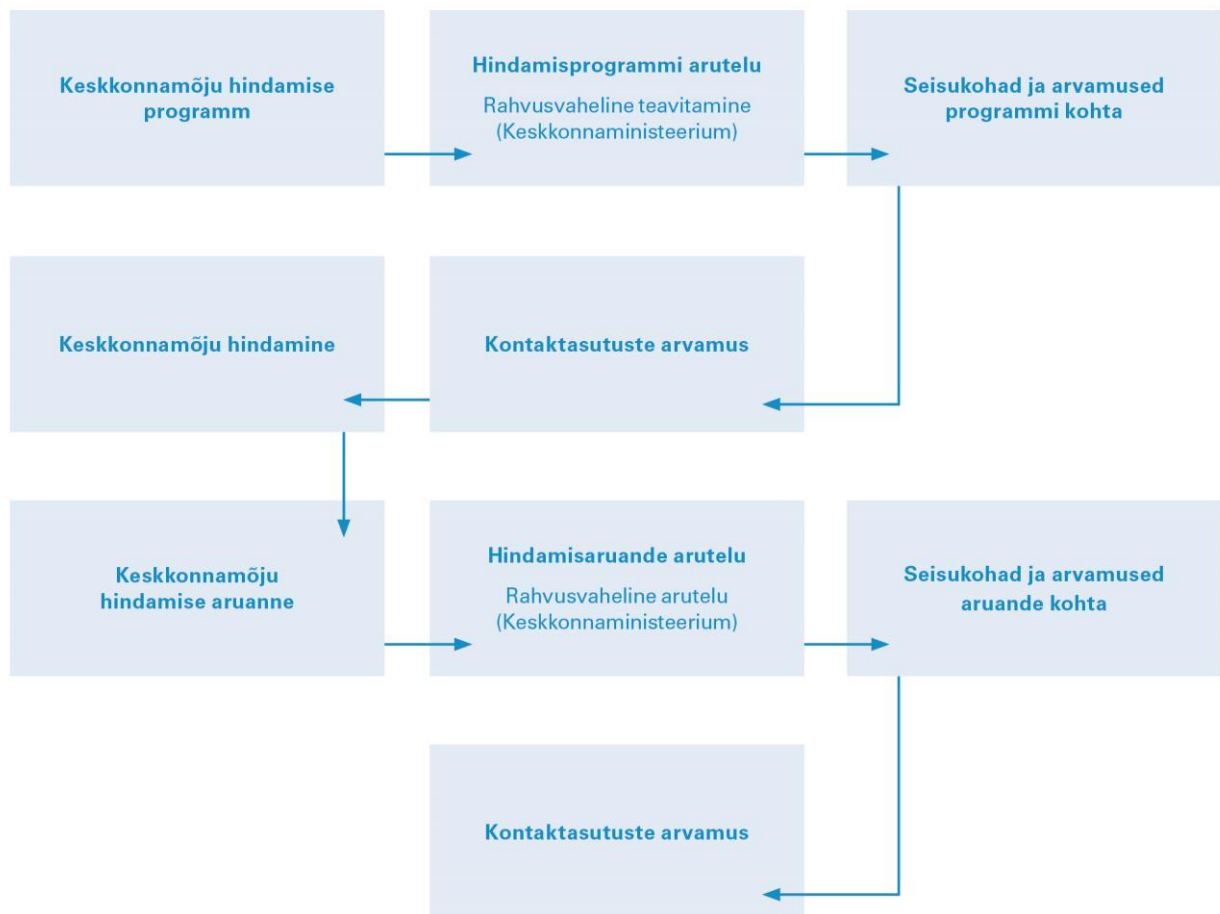 Keskkonnamõju hindamise
programm
Hindamisprogrammi arutelu
Rahvusvaheline teavitamine
(Keskkonnaministeerium)
Seisukohad ja arvamused
programmi kohta
Keskkonnamõju hindamine
Kontaktasutuste arvamus
Keskkonnamõju
hindamise aruanne
Hindamisaruande arutelu
Rahvusvaheline arutelu
(Keskkonnaministeerium)
Seisukohad ja arvamused
aruande kohta
Kontaktasutuste arvamus